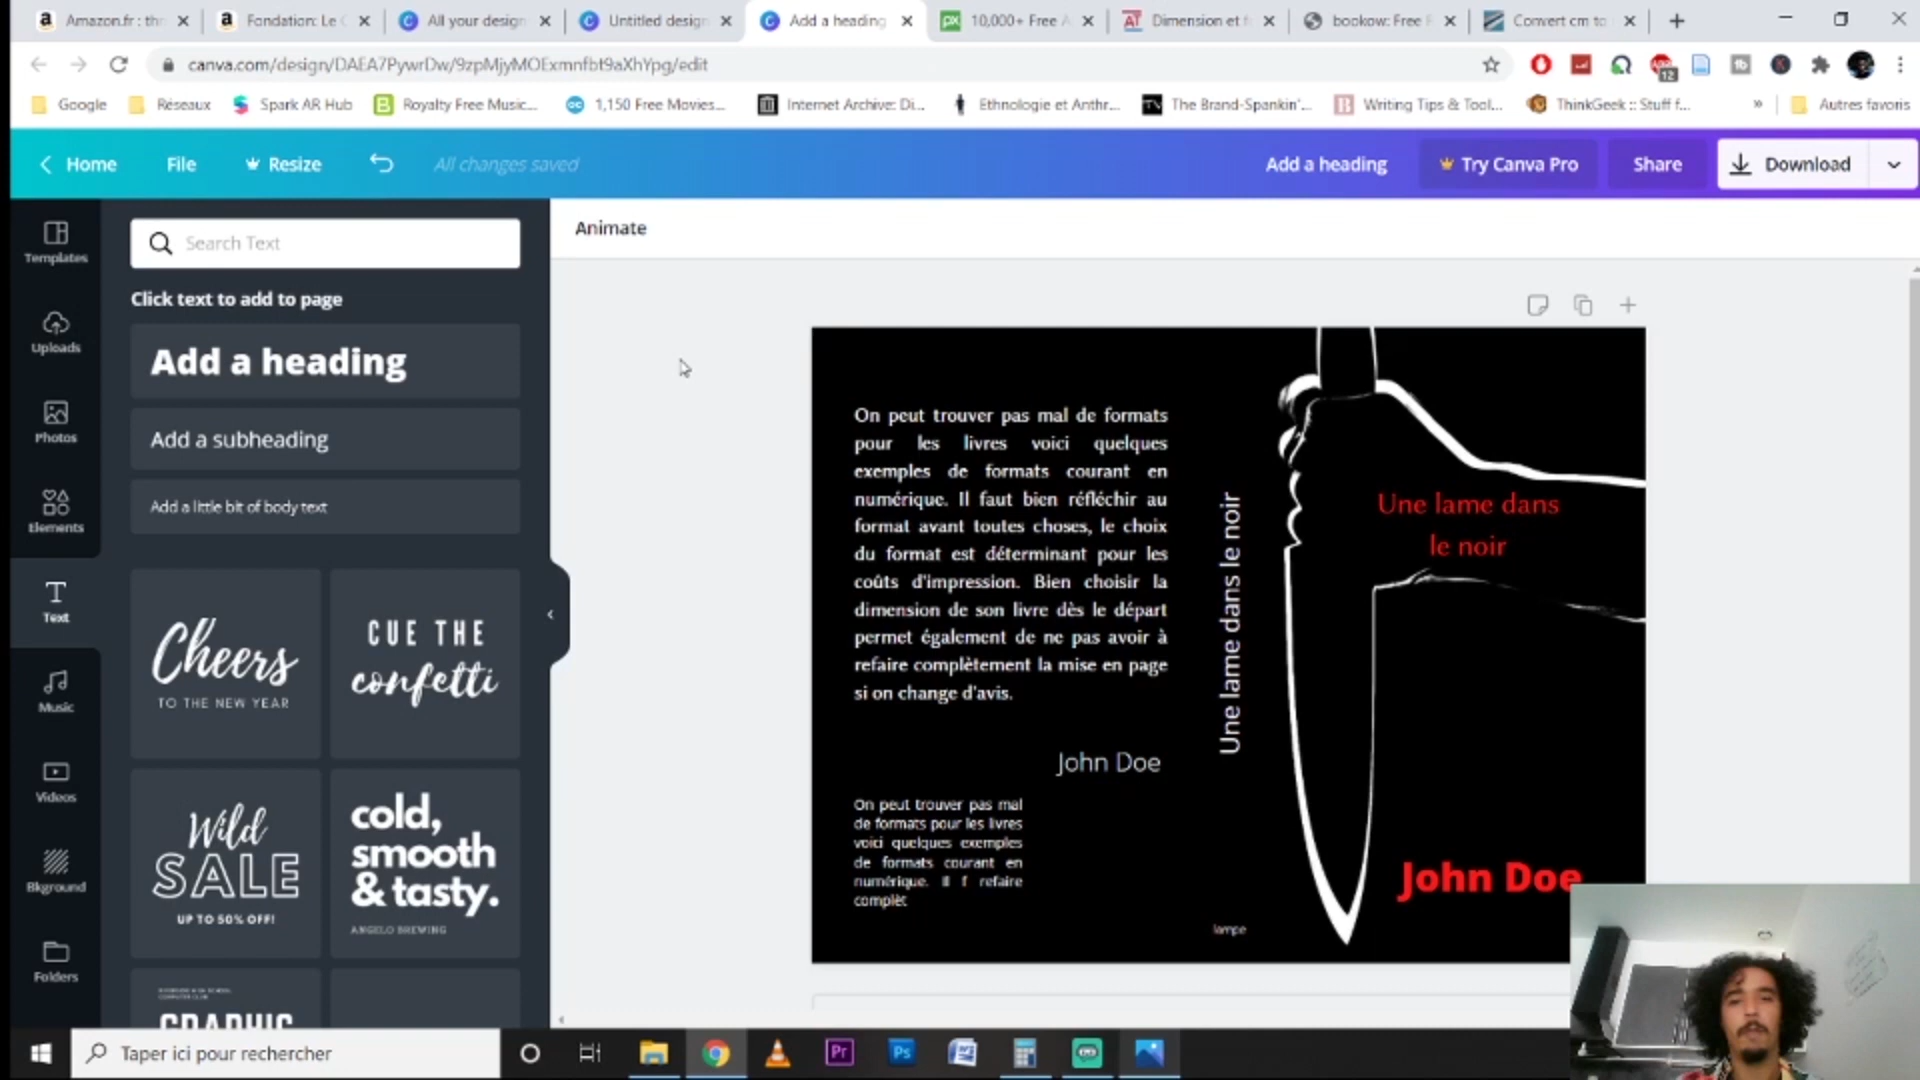 Amazon.fr : thr
Fondation: Le C
All your design
Untitled design
Add a heading
10,000+ Free A
Dimension et f
bookow: Free
Convert cm to
canva.com/design/DAEA7PywrDw/9zpMjyMOExmnfbt9aXhYpg/edit
12
Google
Réseaux
Spark AR Hub
Royalty Free Music...
1,150 Free Movies...
Internet Archive: Di...
Ethnologie et Anthr...
The Brand-Spankin'...
Writing Tips & Tool...
ThinkGeek :: Stuff f...
»
Autres favoris
Home
File
Resize
All changes saved
Add a heading
Try Canva Pro
Share
Download
Templates
Uploads
Photos
Elements
Text
Music
Videos
Bkground
Folders
Search Text
Click text to add to page
Add a heading
Add a subheading
Add a little bit of body text
Cheers
TO THE NEW YEAR
CUE THE
confetti
Wild
SALE
UP TO 50% OFF!
cold,
smooth
& tasty.
ANGELO BREWING
COMPUTER CLUB
GRAPHIC
Animate
On peut trouver pas mal de formats
pour les livres voici quelques
exemples de formats courant en
numérique. Il faut bien réfléchir au
format avant toutes choses, le choix
du format est déterminant pour les
coûts d'impression. Bien choisir la
dimension de son livre dès le départ
permet également de ne pas avoir à
refaire complètement la mise en page
si on change d'avis.
John Doe
On peut trouver pas mal
de formats pour les livres
voici quelques exemples
de formats courant en
numérique. Il f refaire
complèt
Une lame dans le noir
lampe
Une lame dans
le noir
John Doe
Taper ici pour rechercher
Pr
Ps